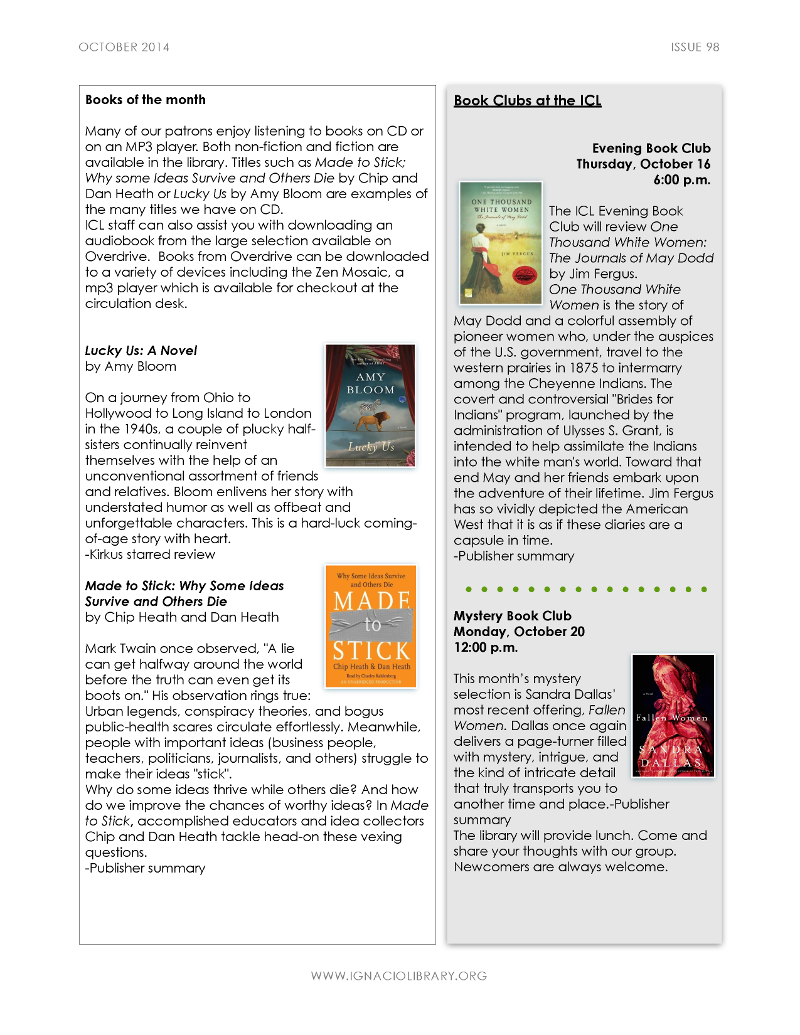 OCTOBER 2014
ISSUE 98
Books of the month
Many of our patrons enjoy listening to books on CD or
on an MP3 player. Both non-fiction and fiction are
available in the library. Titles such as Made to Stick;
Why some Ideas Survive and Others Die by Chip and
Dan Heath or Lucky Us by Amy Bloom are examples of
the many titles we have on CD.
ICL staff can also assist you with downloading an
audiobook from the large selection available on
Overdrive.  Books from Overdrive can be downloaded
to a variety of devices including the Zen Mosaic, a
mp3 player which is available for checkout at the
circulation desk.
Lucky Us: A Novel
by Amy Bloom
On a journey from Ohio to
Hollywood to Long Island to London
in the 1940s, a couple of plucky half-
sisters continually reinvent
themselves with the help of an
unconventional assortment of friends
and relatives. Bloom enlivens her story with
understated humor as well as offbeat and
unforgettable characters. This is a hard-luck coming-
of-age story with heart.
-Kirkus starred review
AMY
BLOOM
Lucky Us
Made to Stick: Why Some Ideas
Survive and Others Die
by Chip Heath and Dan Heath
Mark Twain once observed, "A lie
can get halfway around the world
before the truth can even get its
boots on." His observation rings true:
Urban legends, conspiracy theories, and bogus
public-health scares circulate effortlessly. Meanwhile,
people with important ideas (business people,
teachers, politicians, journalists, and others) struggle to
make their ideas "stick".
Why do some ideas thrive while others die? And how
do we improve the chances of worthy ideas? In Made
to Stick, accomplished educators and idea collectors
Chip and Dan Heath tackle head-on these vexing
questions.
-Publisher summary
Why Some Ideas Survive
and Others Die
MADE
to
STICK
Chip Heath & Dan Heath
Book Clubs at the ICL
Evening Book Club
Thursday, October 16
6:00 p.m.
ONE THOUSAND
WHITE WOMEN
The Journals of May Dodd
JIM FERGUS
The ICL Evening Book
Club will review One
Thousand White Women:
The Journals of May Dodd
by Jim Fergus.
One Thousand White
Women is the story of
May Dodd and a colorful assembly of
pioneer women who, under the auspices
of the U.S. government, travel to the
western prairies in 1875 to intermarry
among the Cheyenne Indians. The
covert and controversial "Brides for
Indians" program, launched by the
administration of Ulysses S. Grant, is
intended to help assimilate the Indians
into the white man's world. Toward that
end May and her friends embark upon
the adventure of their lifetime. Jim Fergus
has so vividly depicted the American
West that it is as if these diaries are a
capsule in time.
-Publisher summary
Mystery Book Club
Monday, October 20
12:00 p.m.
This month's mystery
selection is Sandra Dallas'
most recent offering, Fallen
Women. Dallas once again
delivers a page-turner filled
with mystery, intrigue, and
the kind of intricate detail
that truly transports you to
another time and place.-Publisher
summary
The library will provide lunch. Come and
share your thoughts with our group.
Newcomers are always welcome.
Fallen Women
SANDRA
DALLAS
WWW.IGNACIOLIBRARY.ORG